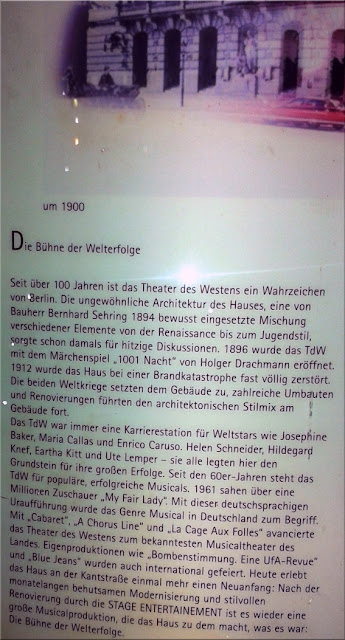 um 1900
Die Bühne der Welterfolge
Seit über 100 Jahren ist das Theater des Westens ein Wahrzeichen
von Berlin. Die ungewöhnliche Architektur des Hauses, eine von
Bauherr Bernhard Sehring 1894 bewusst eingesetzte Mischung
verschiedener Elemente von der Renaissance bis zum Jugendstil,
sorgte schon damals für hitzige Diskussionen. 1896 wurde das TdW
mit dem Märchenspiel „1001 Nacht" von Holger Drachmann eröffnet.
1912 wurde das Haus bei einer Brandkatastrophe fast völlig zerstört.
Die beiden Weltkriege setzten dem Gebäude zu, zahlreiche Umbauten
und Renovierungen führten den architektonischen Stilmix am
Gebäude fort.
Das TdW war immer eine Karrierestation für Weltstars wie Josephine
Baker, Maria Callas und Enrico Caruso. Helen Schneider, Hildegard
Knef, Eartha Kitt und Ute Lemper – sie alle legten hier den
Grundstein für ihre großen Erfolge. Seit den 60er-Jahren steht das
TdW für populäre, erfolgreiche Musicals. 1961 sahen über eine
Millionen Zuschauer „My Fair Lady". Mit dieser deutschsprachigen
Uraufführung wurde das Genre Musical in Deutschland zum Begriff.
Mit „Cabaret", „A Chorus Line" und „La Cage Aux Folles" avancierte
das Theater des Westens zum bekanntesten Musicaltheater des
Landes. Eigenproduktionen wie „Bombenstimmung. Eine UfA-Revue"
und „Blue Jeans" wurden auch international gefeiert. Heute erlebt
das Haus an der Kantstraße einmal mehr einen Neuanfang: Nach der
monatelangen behutsamen Modernisierung und stilvollen
Renovierung durch die STAGE ENTERTAINEMENT ist es wieder eine
große Musicalproduktion, die das Haus zu dem macht, was es war:
Die Bühne der Welterfolge.